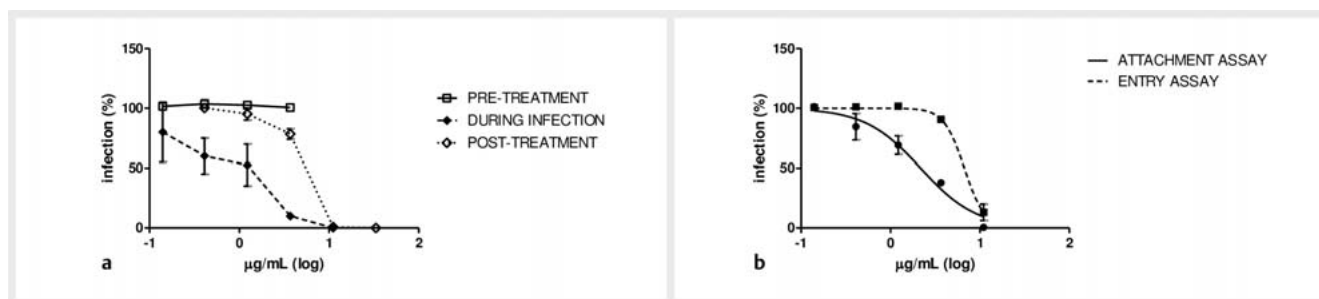 150
100
50
0
infection (%)
-1
0
1
2
µg/mL (log)
a
PRE-TREATMENT
DURING INFECTION
POST-TREATMENT
150
100
50
0
infection (%)
-1
0
1
2
µg/mL (log)
b
ATTACHMENT ASSAY
ENTRY ASSAY